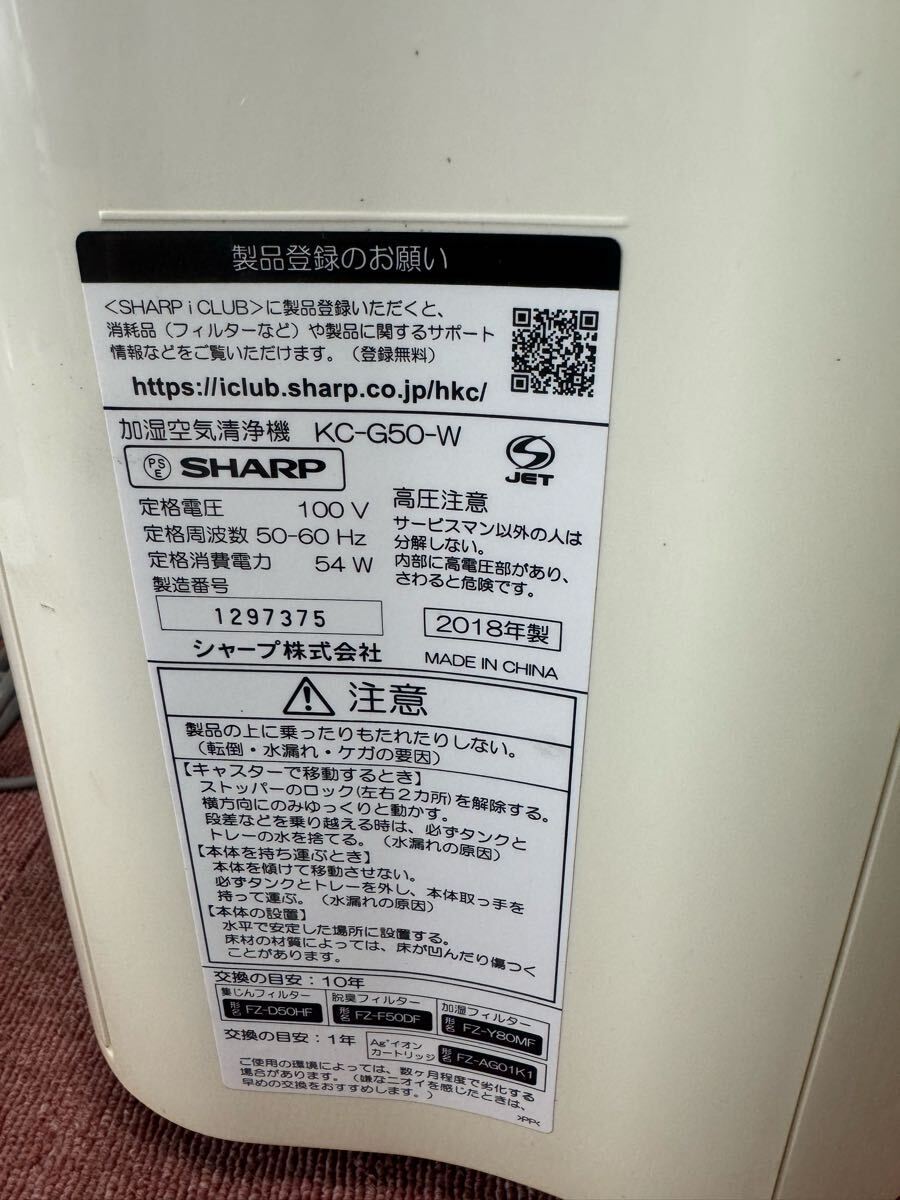 製品登録のお願い
<SHARP i CLUB>に製品登録いただくと、
消耗品（フィルターなど）や製品に関するサポート
情報などをご覧いただけます。（登録無料）
https://iclub.sharp.co.jp/hkc/
加湿空気清浄機 KC-G50-W
PSE SHARP
JET
定格電圧 100 V
定格周波数 50-60 Hz
定格消費電力 54 W
製造番号
1297375
シャープ株式会社
高圧注意
サービスマン以外の人は
分解しない。
内部に高電圧部があり、
さわると危険です。
2018年製
MADE IN CHINA
注意
製品の上に乗ったりもたれたりしない。
（転倒・水漏れ・ケガの要因）
【キャスターで移動するとき】
ストッパーのロック(左右2カ所)を解除する。
横方向にのみゆっくりと動かす。
段差などを乗り越える時は、必ずタンクと
トレーの水を捨てる。（水漏れの原因）
【本体を持ち運ぶとき】
本体を傾けて移動させない。
必ずタンクとトレーを外し、本体取っ手を
持って運ぶ。（水漏れの原因）
【本体の設置】
水平で安定した場所に設置する。
床材の材質によっては、床が凹んだり傷つく
ことがあります。
交換の目安：10年
集じんフィルター 形名 FZ-D50HF
脱臭フィルター 形名 FZ-F50DF
加湿フィルター 形名 FZ-Y80MF
交換の目安：1年
Ag⁺イオン
カートリッジ 形名 FZ-AG01K1
ご使用の環境によっては、数ヶ月程度で劣化する
場合があります。（嫌なニオイを感じたときは、
早めの交換をおすすめします。）
>PP<